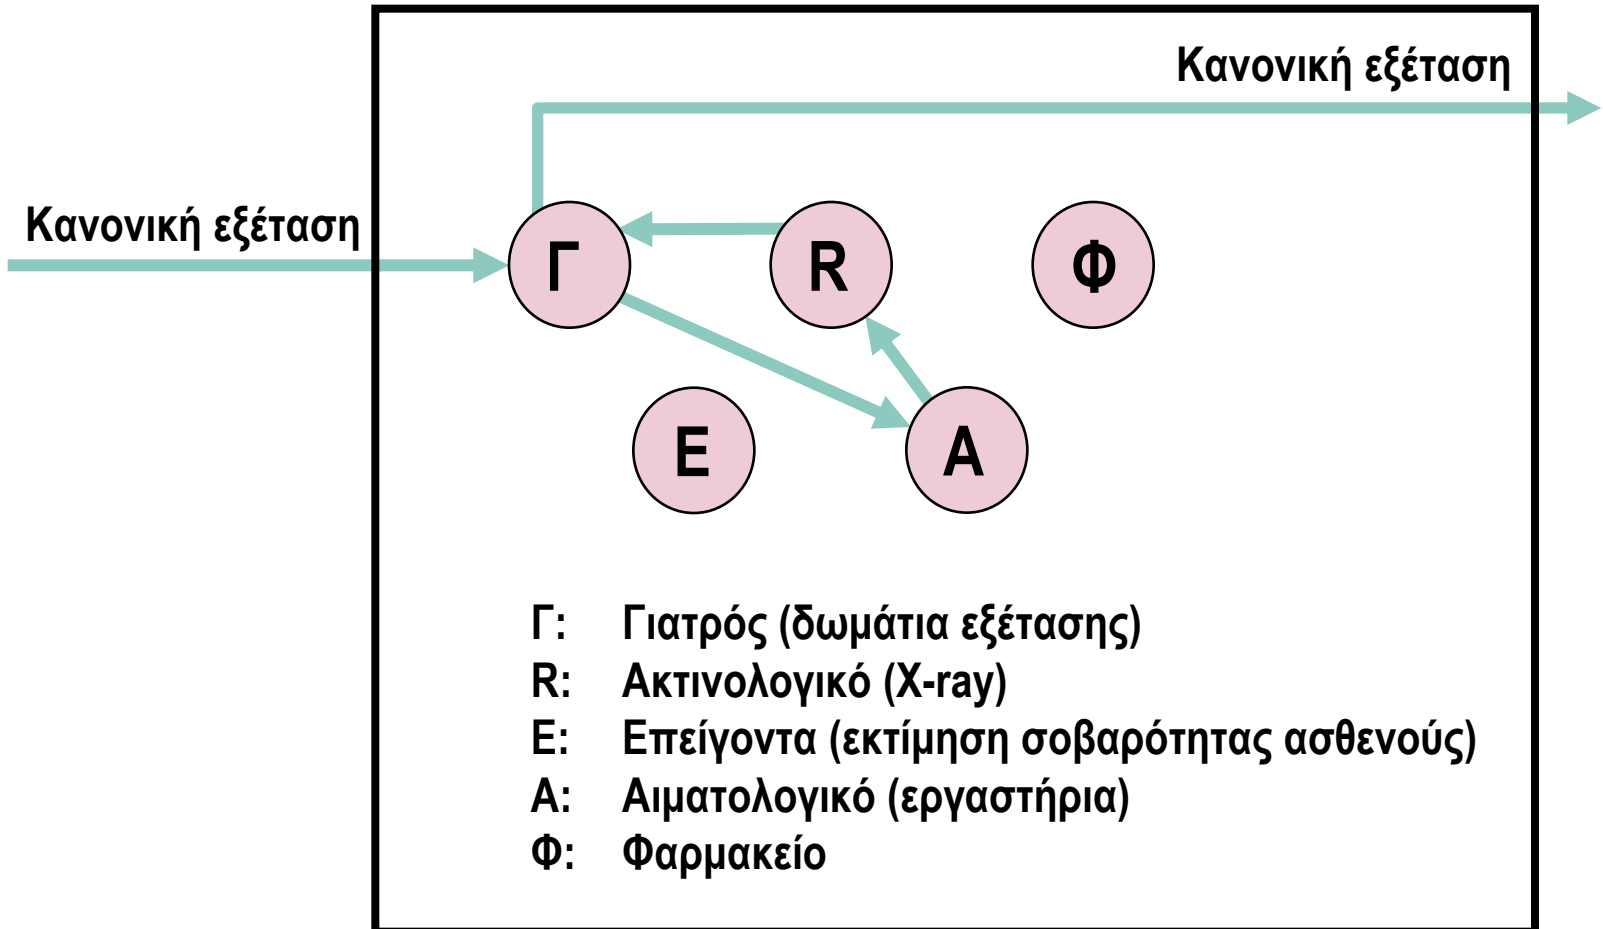 Κανονική εξέταση
Κανονική εξέταση
Γ R Φ
Ε Α
Γ: Γιατρός (δωμάτια εξέτασης)
R: Ακτινολογικό (X-ray)
Ε: Επείγοντα (εκτίμηση σοβαρότητας ασθενούς)
Α: Αιματολογικό (εργαστήρια)
Φ: Φαρμακείο